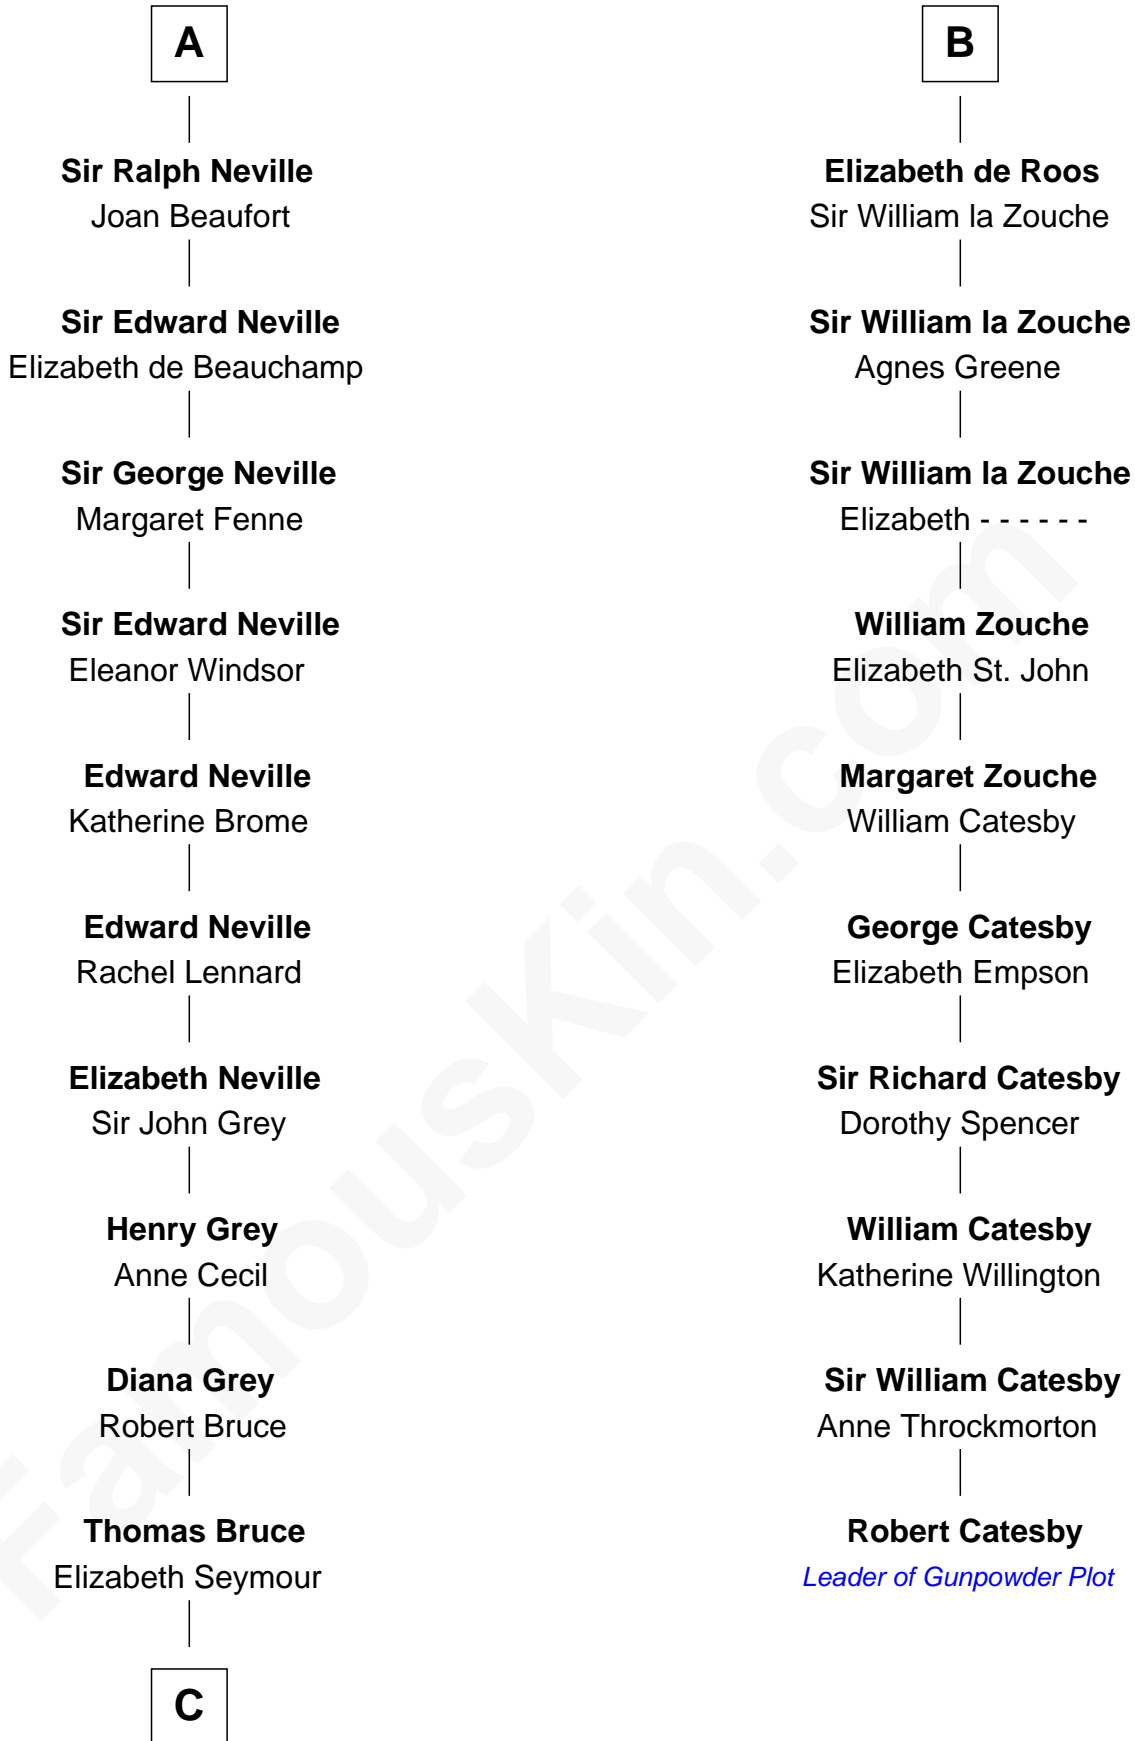 A
Sir Ralph Neville
Joan Beaufort
Sir Edward Neville
Elizabeth de Beauchamp
Sir George Neville
Margaret Fenne
Sir Edward Neville
Eleanor Windsor
Edward Neville
Katherine Brome
Edward Neville
Rachel Lennard
Elizabeth Neville
Sir John Grey
Henry Grey
Anne Cecil
Diana Grey
Robert Bruce
Thomas Bruce
Elizabeth Seymour
C
B
Elizabeth de Roos
Sir William la Zouche
Sir William la Zouche
Agnes Greene
Sir William la Zouche
Elizabeth - - - - - -
William Zouche
Elizabeth St. John
Margaret Zouche
William Catesby
George Catesby
Elizabeth Empson
Sir Richard Catesby
Dorothy Spencer
William Catesby
Katherine Willington
Sir William Catesby
Anne Throckmorton
Robert Catesby
Leader of Gunpowder Plot
FamousKin.com